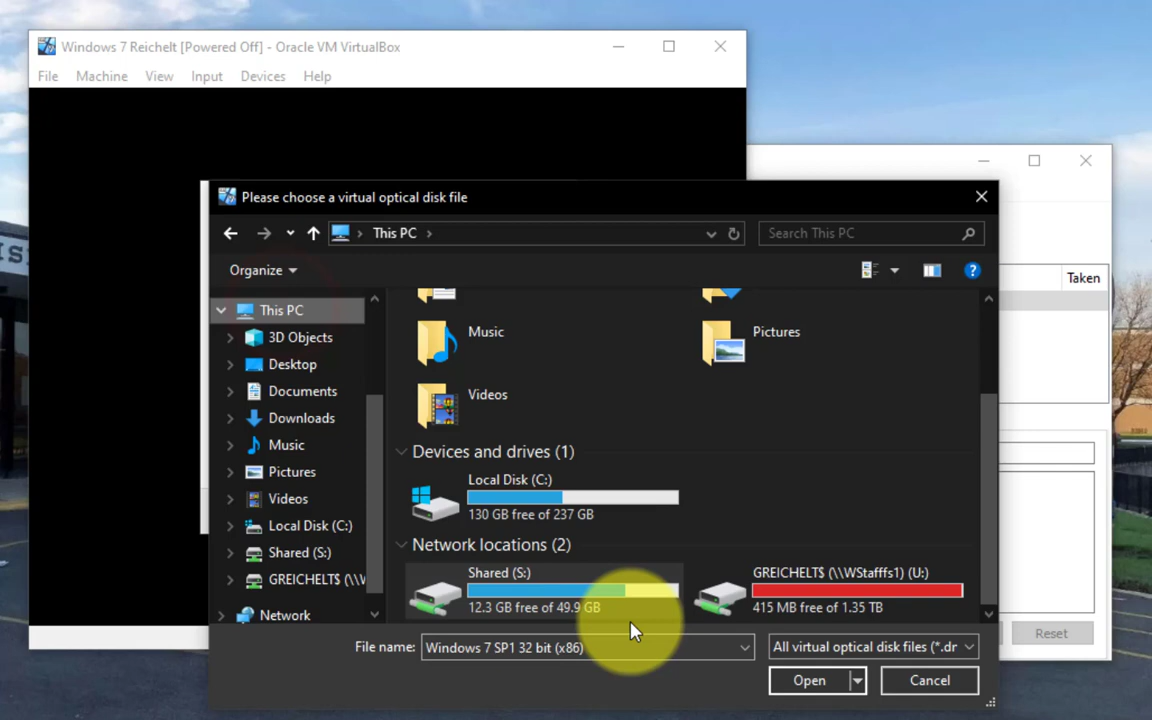 Windows 7 Reichelt [Powered Off] - Oracle VM VirtualBox
File Machine View Input Devices Help
Please choose a virtual optical disk file
This PC
Search This PC
Organize
Taken
This PC
3D Objects
Desktop
Documents
Downloads
Music
Pictures
Videos
Local Disk (C:)
Shared (S:)
GREICHELT$ (\\W
Network
Music
Pictures
Videos
Devices and drives (1)
Local Disk (C:)
130 GB free of 237 GB
Network locations (2)
Shared (S:)
12.3 GB free of 49.9 GB
GREICHELT$ (\\WStafffs1) (U:)
415 MB free of 1.35 TB
File name: Windows 7 SP1 32 bit (x86)
All virtual optical disk files (*.dr
Open
Cancel
Reset